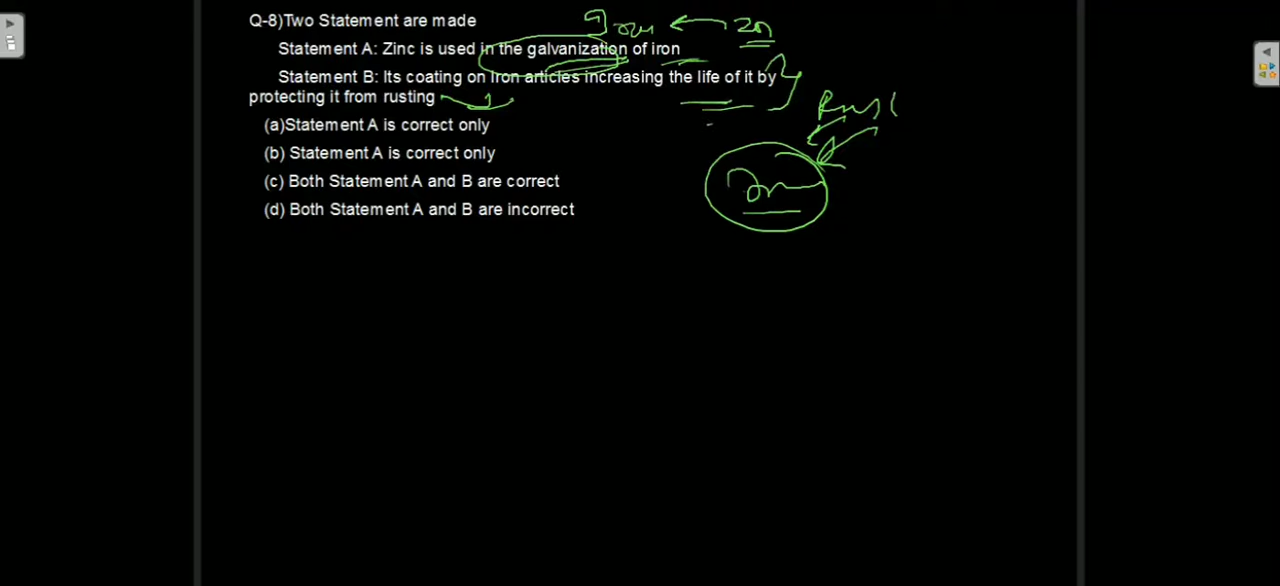 Q-8)Two Statement are made
Iron Zn
Statement A: Zinc is used in the galvanization of iron
Statement B: Its coating on Iron articles increasing the life of it by
protecting it from rusting
Rust
(a)Statement A is correct only
(b) Statement A is correct only
(c) Both Statement A and B are correct
(d) Both Statement A and B are incorrect